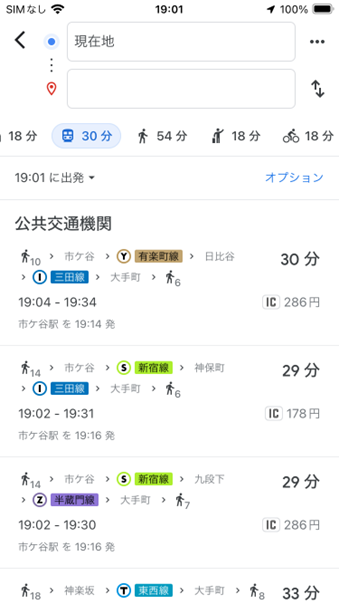 SIMなし 19:01 100%
現在地
18 分 30 分 54 分 18 分 18 分
19:01 に出発 オプション
公共交通機関
10 市ケ谷 Y 有楽町線 日比谷 30 分
I 三田線 大手町 6
19:04 - 19:34 IC 286円
市ケ谷駅 を 19:14 発
14 市ケ谷 S 新宿線 神保町 29 分
I 三田線 大手町 6
19:02 - 19:31 IC 178円
市ケ谷駅 を 19:16 発
14 市ケ谷 S 新宿線 九段下 29 分
Z 半蔵門線 大手町 7
19:02 - 19:30 IC 286円
市ケ谷駅 を 19:16 発
18 神楽坂 T 東西線 大手町 8 33 分